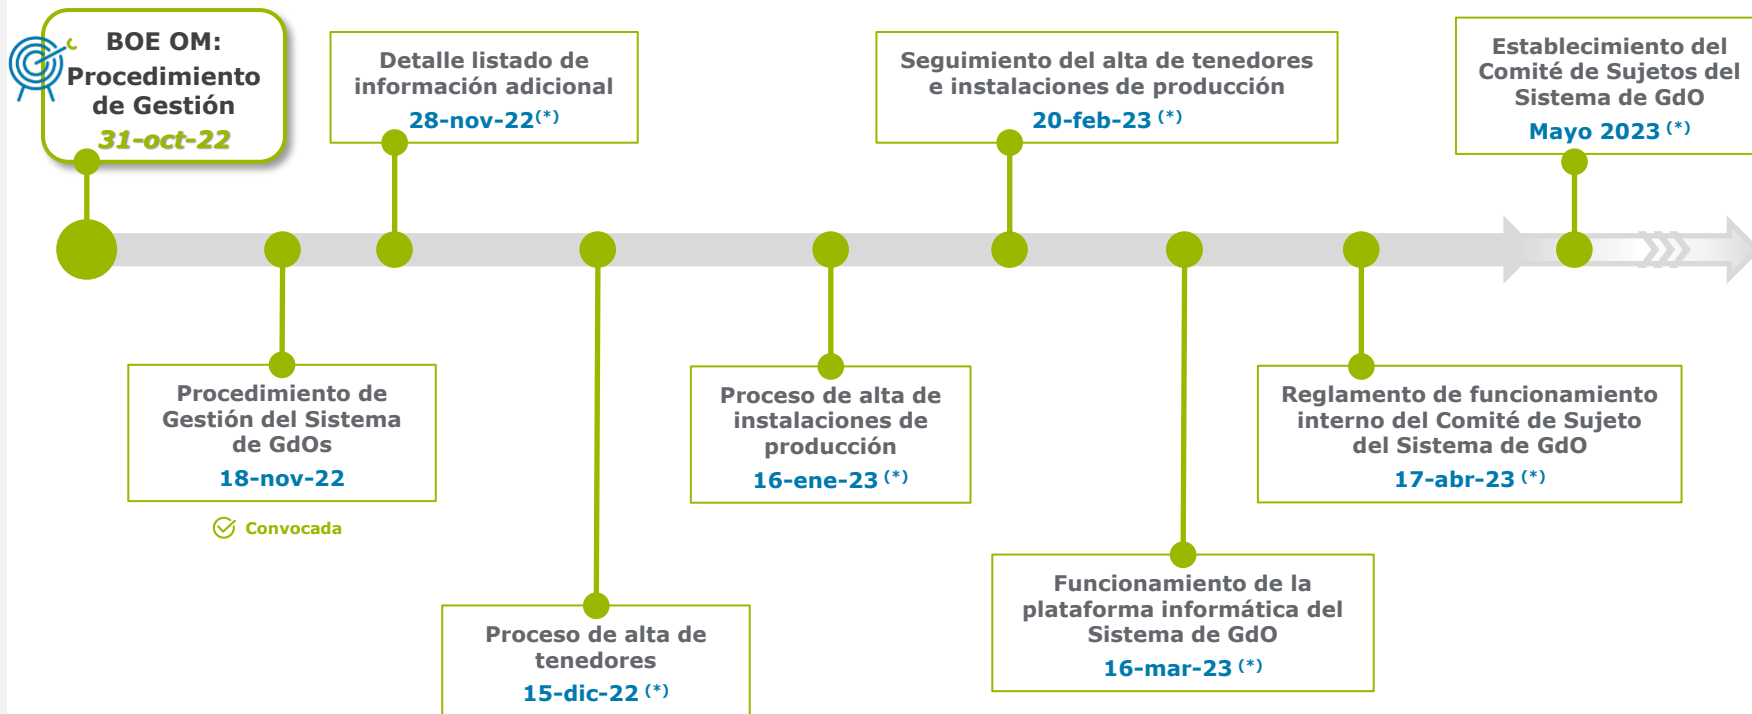 BOE OM:
Procedimiento
de Gestión
31-oct-22
Detalle listado de
información adicional
28-nov-22(*)
Seguimiento del alta de tenedores
e instalaciones de producción
20-feb-23 (*)
Establecimiento del
Comité de Sujetos del
Sistema de GdO
Mayo 2023 (*)
Procedimiento de
Gestión del Sistema
de GdOs
18-nov-22
Convocada
Proceso de alta de
tenedores
15-dic-22 (*)
Proceso de alta de
instalaciones de
producción
16-ene-23 (*)
Funcionamiento de la
plataforma informática del
Sistema de GdO
16-mar-23 (*)
Reglamento de funcionamiento
interno del Comité de Sujeto
del Sistema de GdO
17-abr-23 (*)